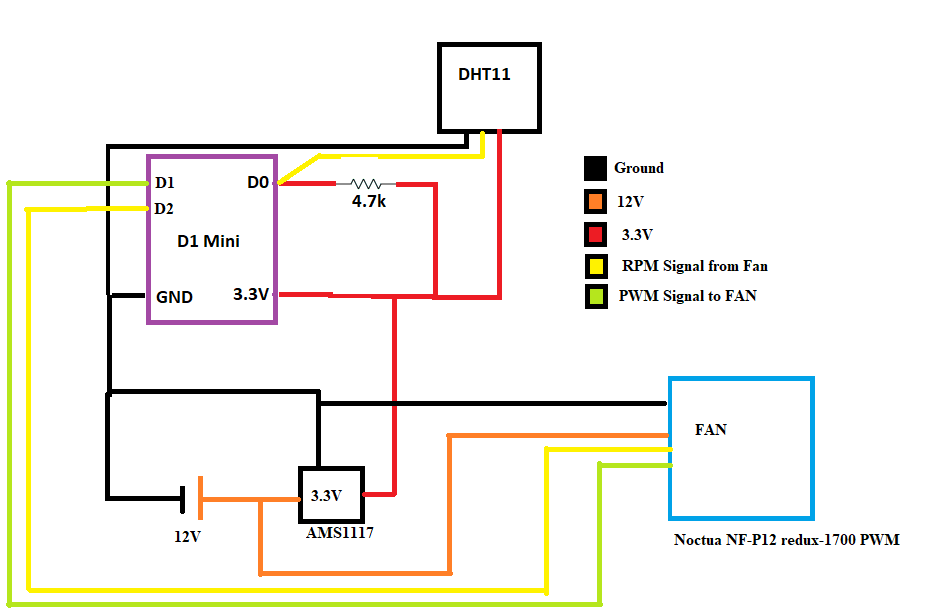 DHT11
D1
D0
D2
4.7k
D1 Mini
GND
3.3V
Ground
12V
3.3V
RPM Signal from Fan
PWM Signal to FAN
FAN
3.3V
12V
AMS1117
Noctua NF-P12 redux-1700 PWM